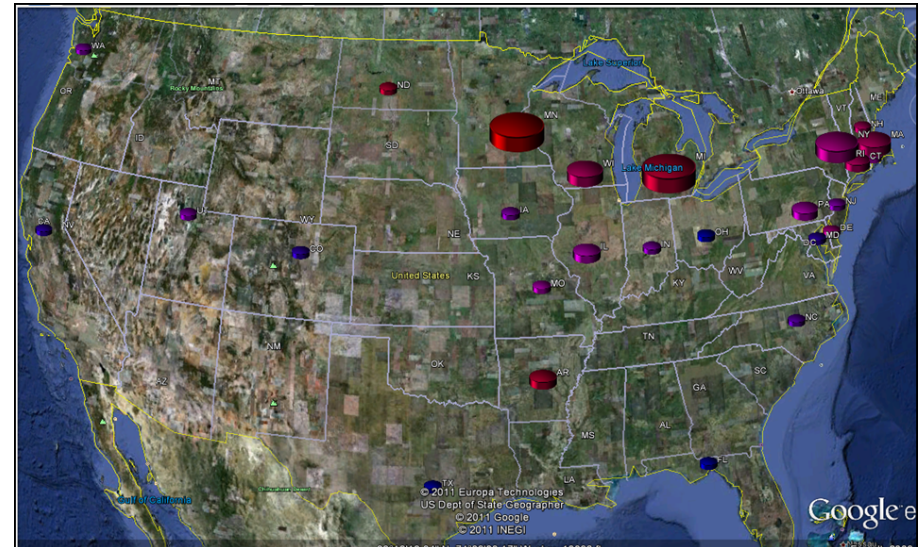 WA
OR
Rocky Mountains
ID
ND
SD
MN
Lake Superior
Ottawa
VT
ME
NH
NY
MA
RI
CT
WI
Lake Michigan
MI
CA
NV
UT
WY
CO
NE
IA
IL
IN
OH
PA
NJ
DE
MD
DC
United States
KS
MO
KY
WV
VA
NC
TN
AZ
NM
OK
AR
SC
GA
AL
MS
LA
FL
TX
Gulf of California
© 2011 Europa Technologies
US Dept of State Geographer
© 2011 Google
© 2011 INEGI
Google e